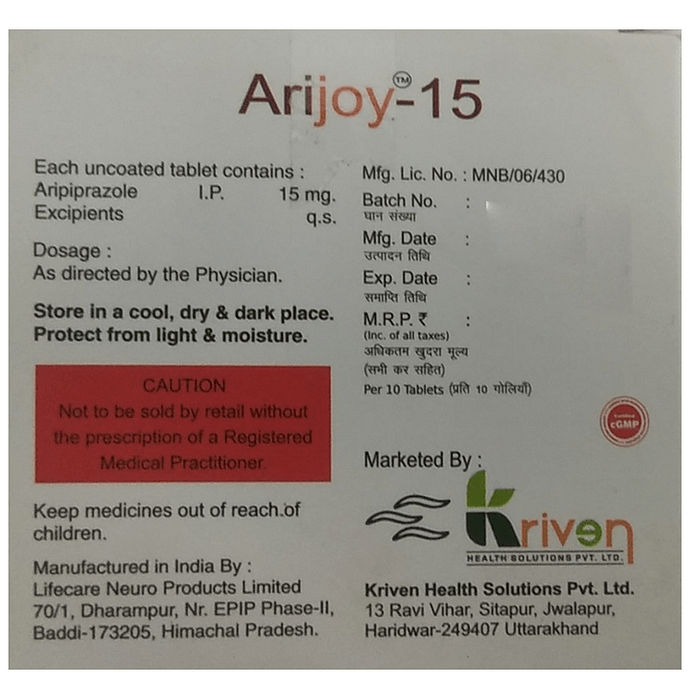 Arijoy™-15
Each uncoated tablet contains :
Aripiprazole I.P. 15 mg.
Excipients q.s.
Dosage :
As directed by the Physician.
Store in a cool, dry & dark place.
Protect from light & moisture.
CAUTION
Not to be sold by retail without
the prescription of a Registered
Medical Practitioner.
Keep medicines out of reach of
children.
Manufactured in India By :
Lifecare Neuro Products Limited
70/1, Dharampur, Nr. EPIP Phase-II,
Baddi-173205, Himachal Pradesh.
Mfg. Lic. No. : MNB/06/430
Batch No. :
घान संख्या
Mfg. Date :
उत्पादन तिथि
Exp. Date :
समाप्ति तिथि
M.R.P. ₹ :
(Inc. of all taxes)
अधिकतम खुदरा मूल्य
(सभी कर सहित)
Per 10 Tablets (प्रति 10 गोलियाँ)
cGMP
Marketed By :
Kriven
HEALTH SOLUTIONS PVT. LTD.
Kriven Health Solutions Pvt. Ltd.
13 Ravi Vihar, Sitapur, Jwalapur,
Haridwar-249407 Uttarakhand